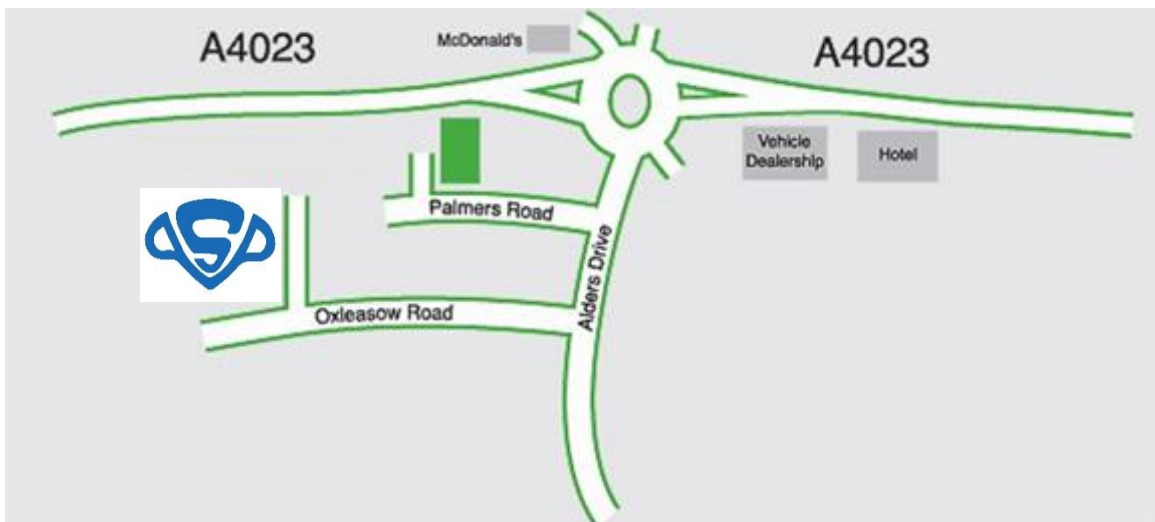 A4023
McDonald's
A4023
Vehicle
Dealership
Hotel
Palmers Road
Alders Drive
Oxleasow Road